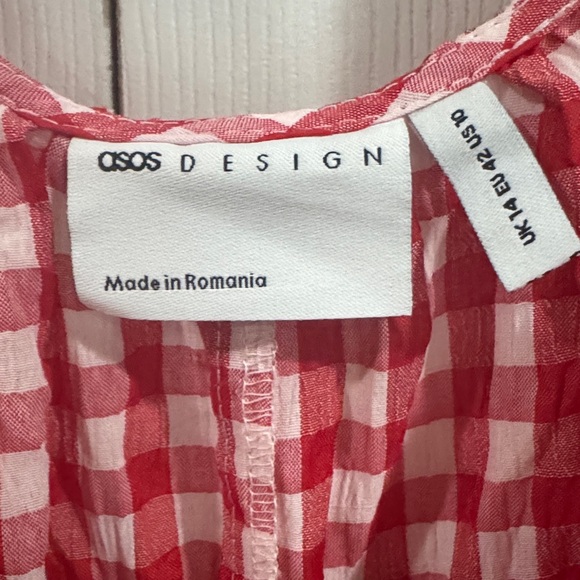 asos DESIGN
Made in Romania
UK 14 EU 42 US 10